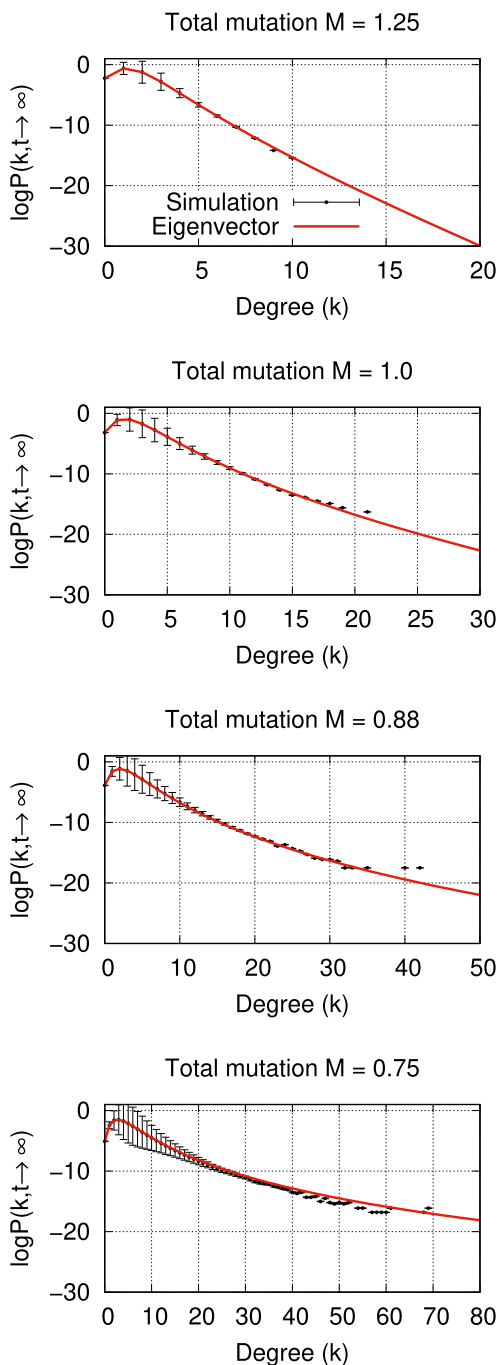 Total mutation M = 1.25
logP(k,t→ ∞)
0
−10
−20
−30
Simulation
Eigenvector
0 5 10 15 20
Degree (k)
Total mutation M = 1.0
logP(k,t→ ∞)
0
−10
−20
−30
0 5 10 15 20 25 30
Degree (k)
Total mutation M = 0.88
logP(k,t→ ∞)
0
−10
−20
−30
0 10 20 30 40 50
Degree (k)
Total mutation M = 0.75
logP(k,t→ ∞)
0
−10
−20
−30
0 10 20 30 40 50 60 70 80
Degree (k)